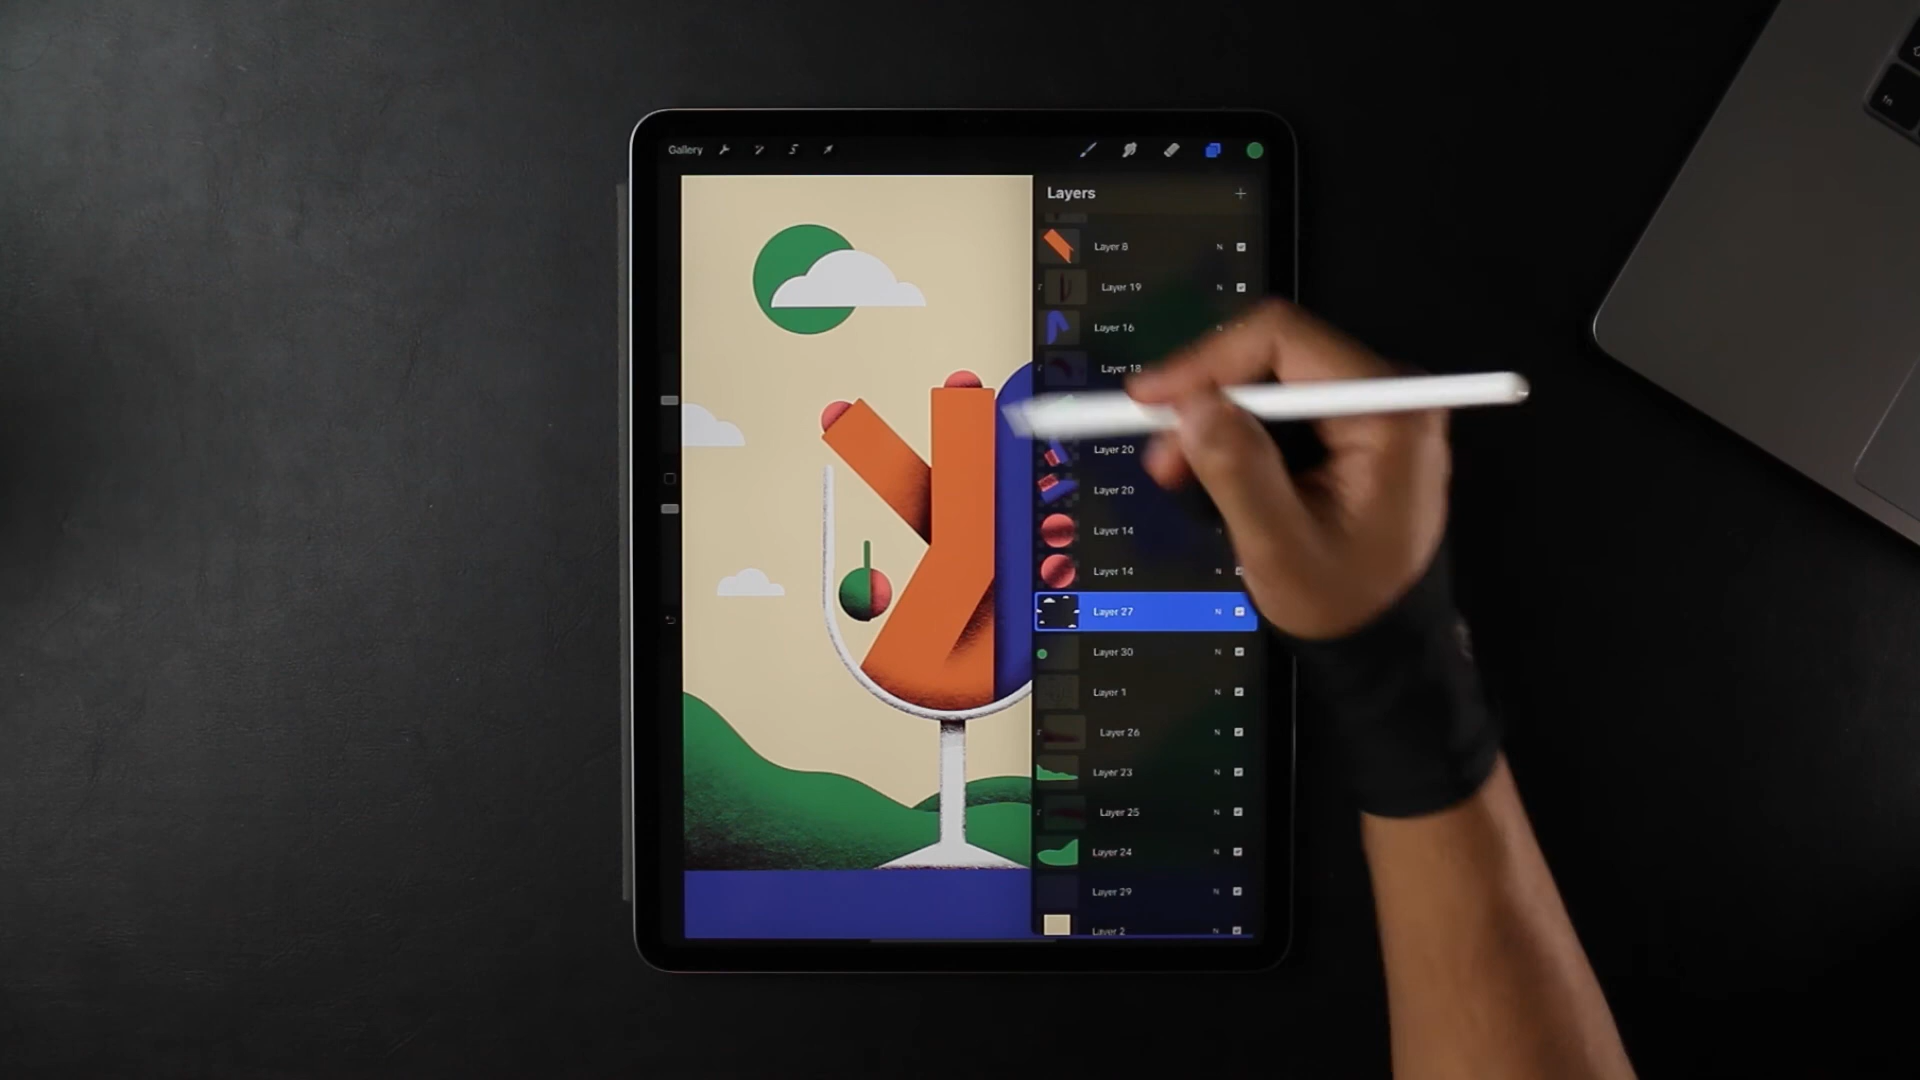 Gallery
Layers
Layer 8 N
Layer 19 N
Layer 16 N
Layer 18
Layer 20
Layer 20
Layer 14
Layer 14 N
Layer 27 N
Layer 30 N
Layer 1 N
Layer 26 N
Layer 23 N
Layer 25 N
Layer 24 N
Layer 29 N
Layer 2 N
fn